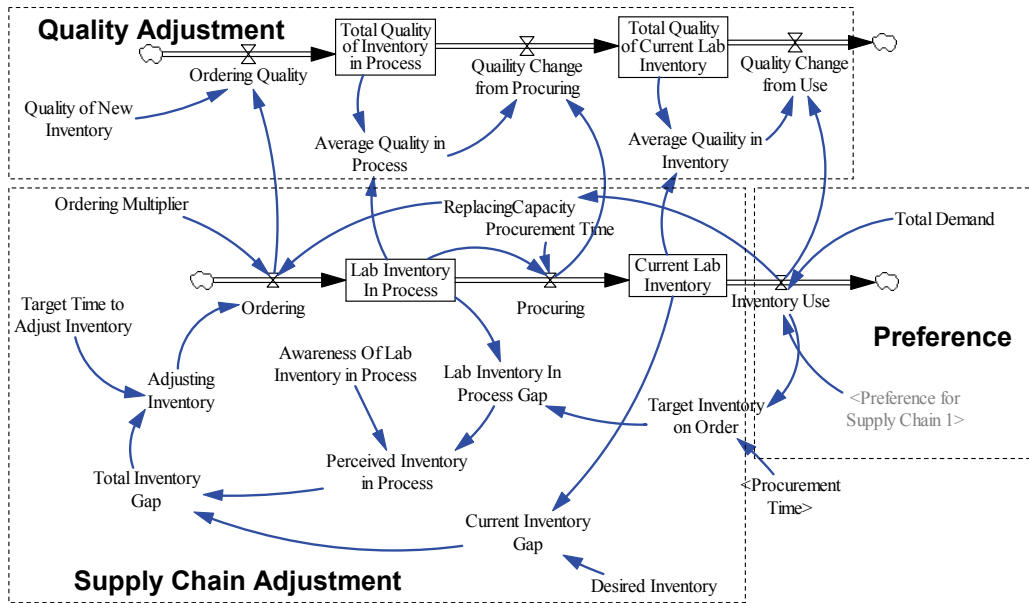 Quality Adjustment
Total Quality
of Inventory
in Process
Total Quality
of Current Lab
Inventory
Ordering Quality
Quaility Change
from Procuring
Quality Change
from Use
Quality of New
Inventory
Average Quality in
Process
Average Quaility in
Inventory
Ordering Multiplier
ReplacingCapacity
Procurement Time
Total Demand
Lab Inventory
In Process
Current Lab
Inventory
Ordering
Procuring
Inventory Use
Target Time to
Adjust Inventory
Preference
Awareness Of Lab
Inventory in Process
Lab Inventory In
Process Gap
Adjusting
Inventory
Target Inventory
on Order
<Preference for
Supply Chain 1>
Total Inventory
Gap
Perceived Inventory
in Process
<Procurement
Time>
Current Inventory
Gap
Desired Inventory
Supply Chain Adjustment